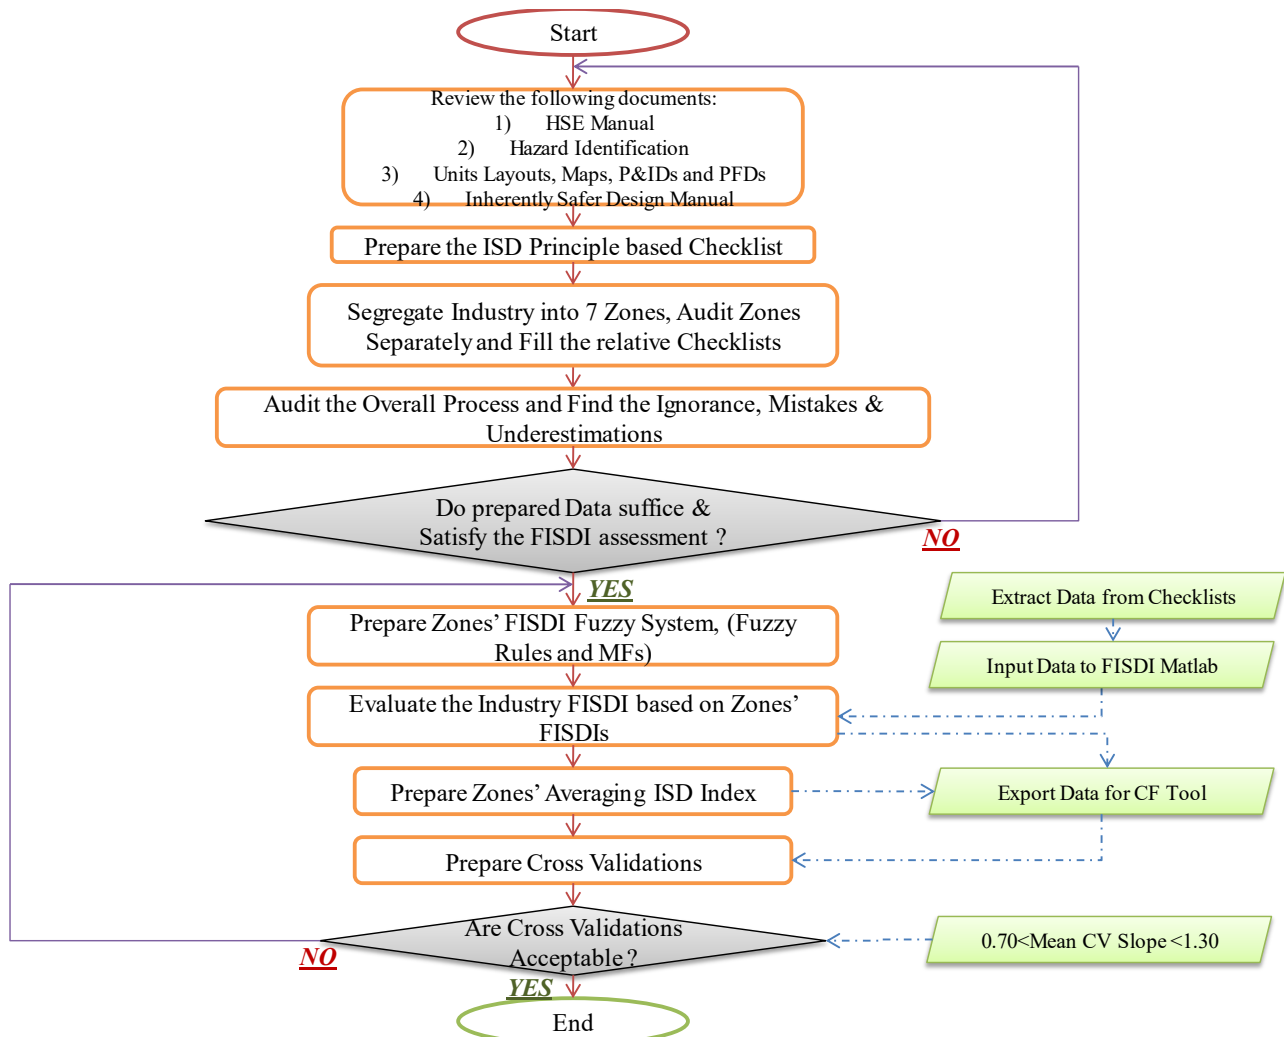 Start
Review the following documents:
1) HSE Manual
2) Hazard Identification
3) Units Layouts, Maps, P&IDs and PFDs
4) Inherently Safer Design Manual
Prepare the ISD Principle based Checklist
Segregate Industry into 7 Zones, Audit Zones
Separately and Fill the relative Checklists
Audit the Overall Process and Find the Ignorance, Mistakes &
Underestimations
Do prepared Data suffice &
Satisfy the FISDI assessment ?
NO
YES
Extract Data from Checklists
Prepare Zones' FISDI Fuzzy System, (Fuzzy
Rules and MFs)
Input Data to FISDI Matlab
Evaluate the Industry FISDI based on Zones'
FISDIs
Prepare Zones' Averaging ISD Index
Export Data for CF Tool
Prepare Cross Validations
Are Cross Validations
Acceptable ?
0.70<Mean CV Slope <1.30
NO
YES
End